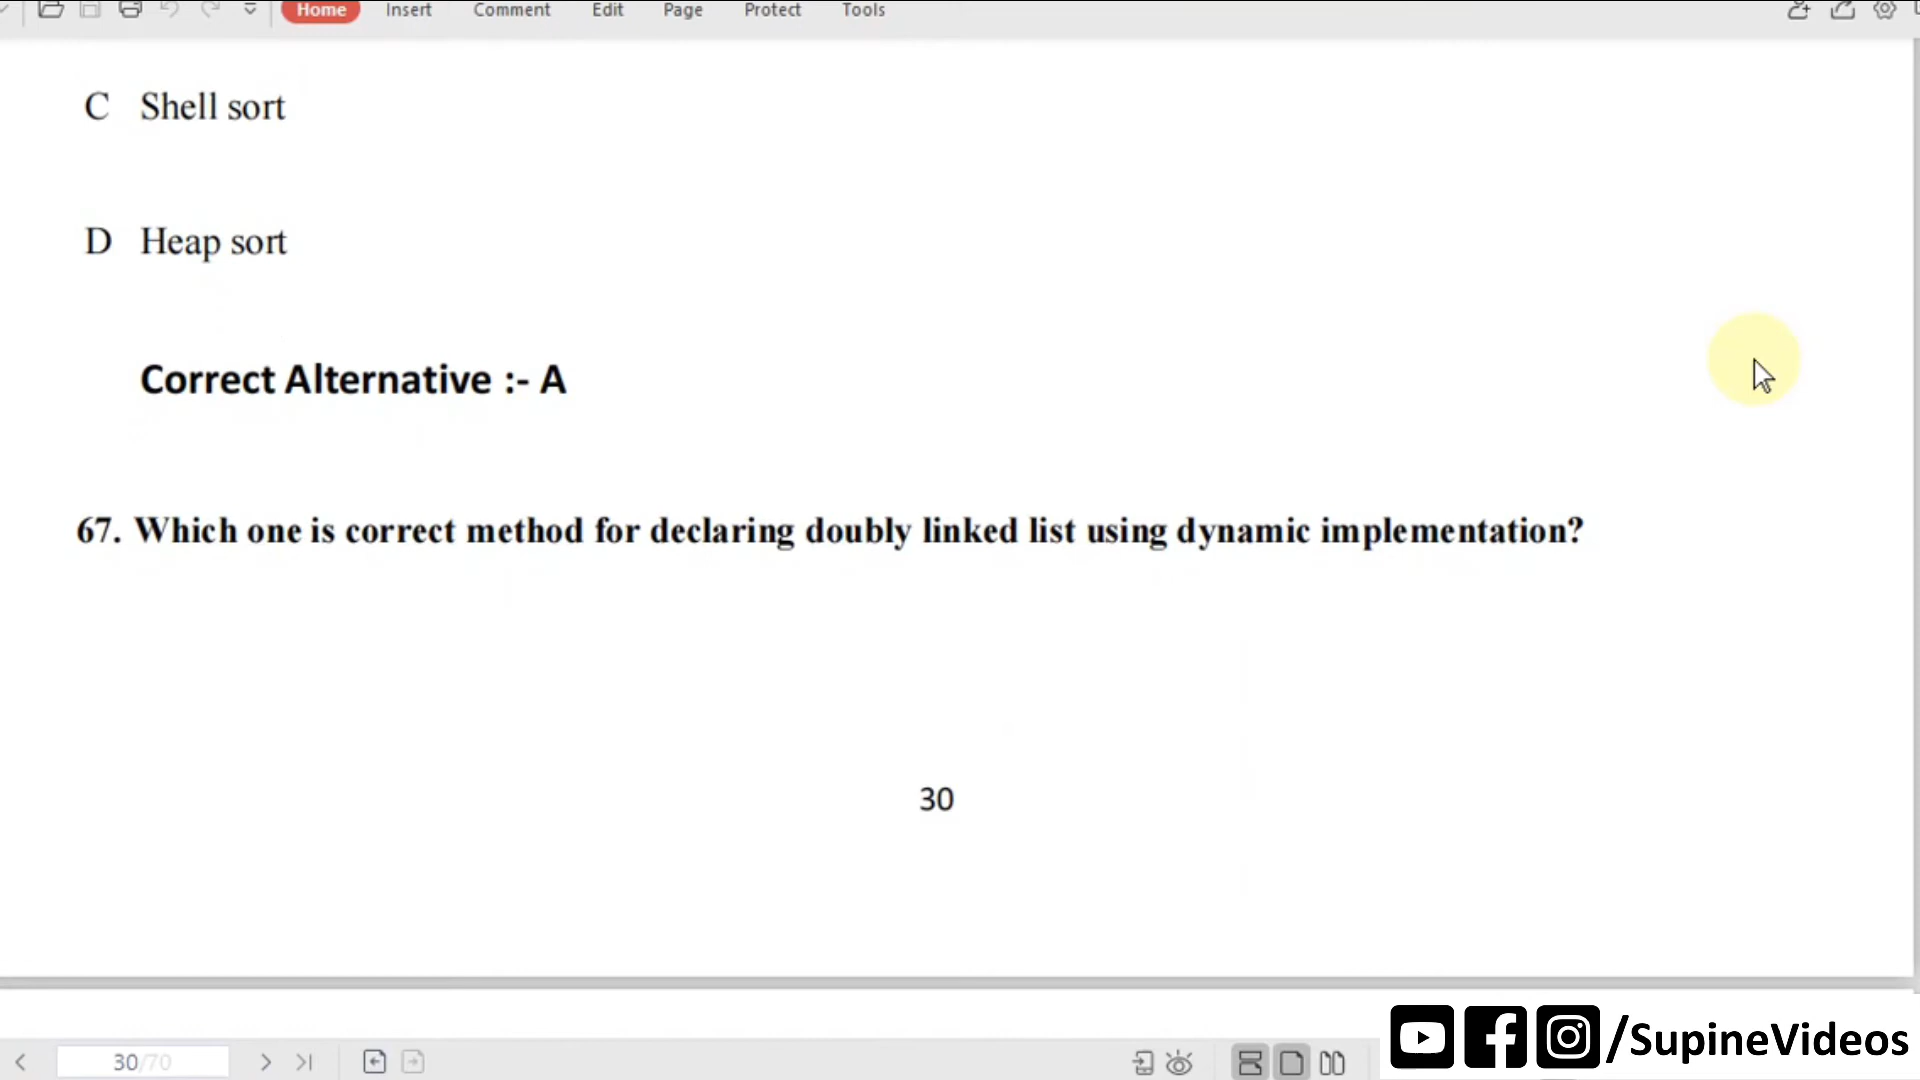 Home Insert Comment Edit Page Protect Tools
C Shell sort
D Heap sort
Correct Alternative :- A
67. Which one is correct method for declaring doubly linked list using dynamic implementation?
30
30/70
/SupineVideos